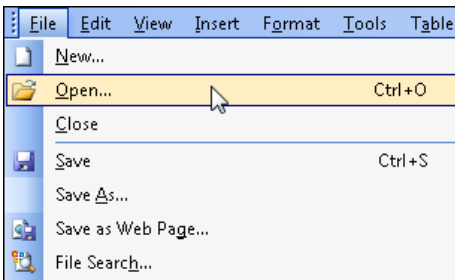 File Edit View Insert Format Tools Table
New...
Open... Ctrl+O
Close
Save Ctrl+S
Save As...
Save as Web Page...
File Search...